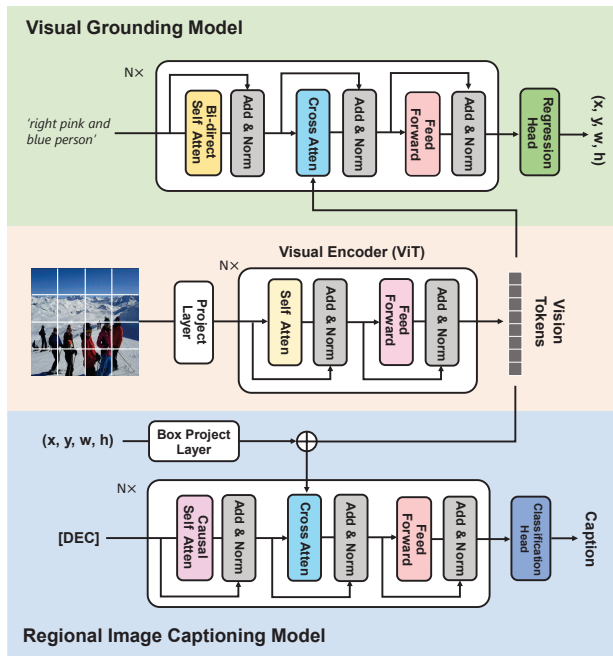 Visual Grounding Model
N×
'right pink and
blue person'
Bi-direct
Self Atten
Add & Norm
Cross Atten
Add & Norm
Feed
Forward
Add & Norm
Regression
Head
(x, y, w, h)
Visual Encoder (ViT)
N×
Project
Layer
Self Atten
Add & Norm
Feed
Forward
Add & Norm
Vision
Tokens
(x, y, w, h)
Box Project
Layer
N×
[DEC]
Causal
Self Atten
Add & Norm
Cross Atten
Add & Norm
Feed
Forward
Add & Norm
Classification
Head
Caption
Regional Image Captioning Model